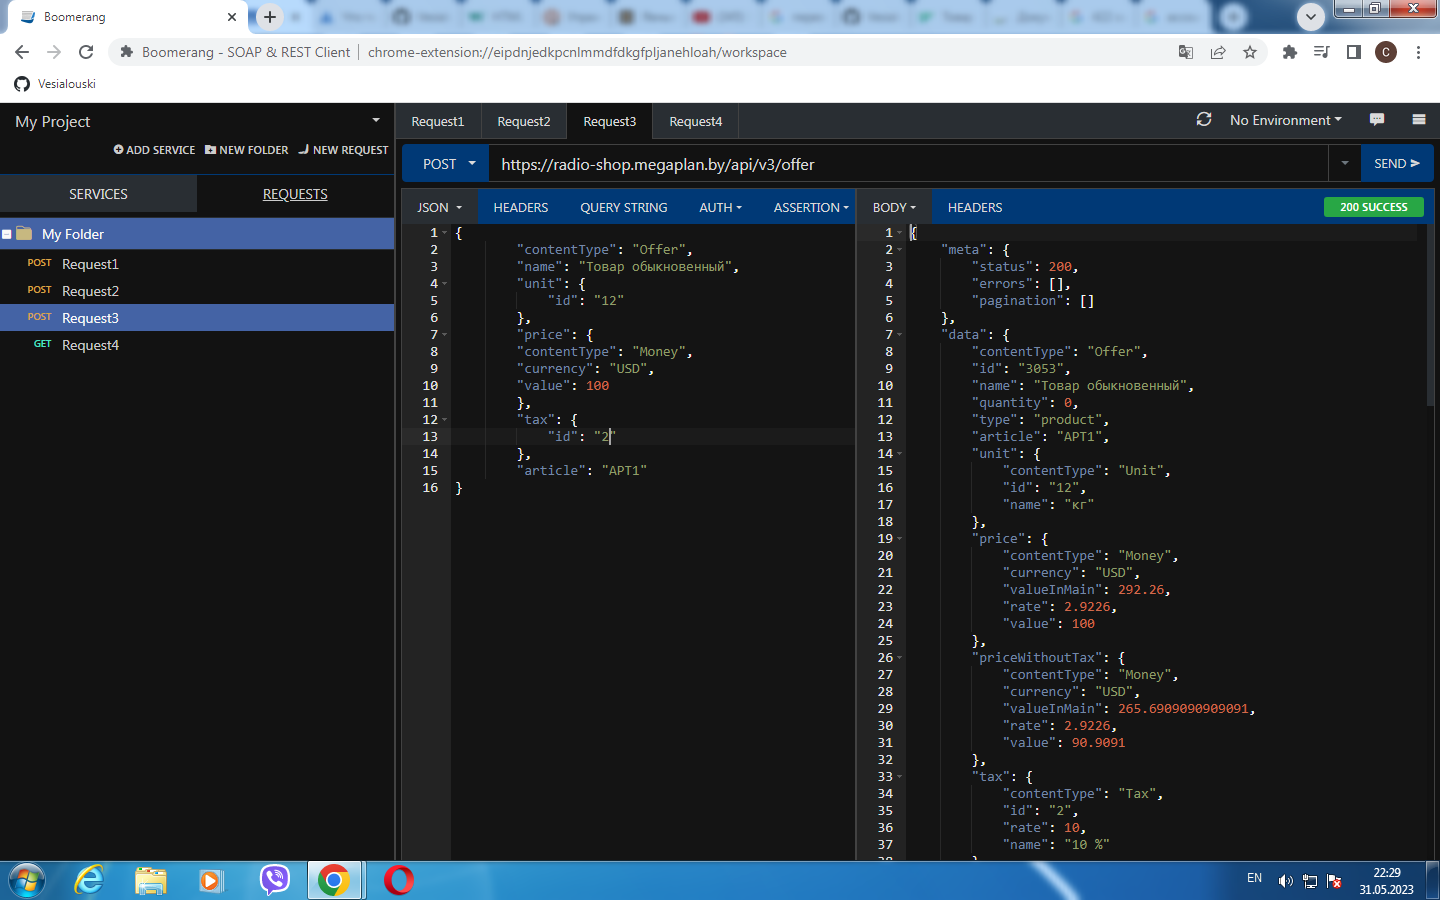 Boomerang
Boomerang - SOAP & REST Client
chrome-extension://eipdnjedkpcnlmmdfdkgfpljanehloah/workspace
C
Vesialouski
My Project
ADD SERVICE
NEW FOLDER
NEW REQUEST
SERVICES
REQUESTS
My Folder
POST Request1
POST Request2
POST Request3
GET Request4
Request1
Request2
Request3
Request4
No Environment
POST
https://radio-shop.megaplan.by/api/v3/offer
SEND
JSON
HEADERS
QUERY STRING
AUTH
ASSERTION
1 {
2 "contentType": "Offer",
3 "name": "Товар обыкновенный",
4 "unit": {
5 "id": "12"
6 },
7 "price": {
8 "contentType": "Money",
9 "currency": "USD",
10 "value": 100
11 },
12 "tax": {
13 "id": "2"
14 },
15 "article": "АРТ1"
16 }
BODY
HEADERS
200 SUCCESS
1 {
2 "meta": {
3 "status": 200,
4 "errors": [],
5 "pagination": []
6 },
7 "data": {
8 "contentType": "Offer",
9 "id": "3053",
10 "name": "Товар обыкновенный",
11 "quantity": 0,
12 "type": "product",
13 "article": "АРТ1",
14 "unit": {
15 "contentType": "Unit",
16 "id": "12",
17 "name": "кг"
18 },
19 "price": {
20 "contentType": "Money",
21 "currency": "USD",
22 "valueInMain": 292.26,
23 "rate": 2.9226,
24 "value": 100
25 },
26 "priceWithoutTax": {
27 "contentType": "Money",
28 "currency": "USD",
29 "valueInMain": 265.6909090909091,
30 "rate": 2.9226,
31 "value": 90.9091
32 },
33 "tax": {
34 "contentType": "Tax",
35 "id": "2",
36 "rate": 10,
37 "name": "10 %"
EN
22:29
31.05.2023